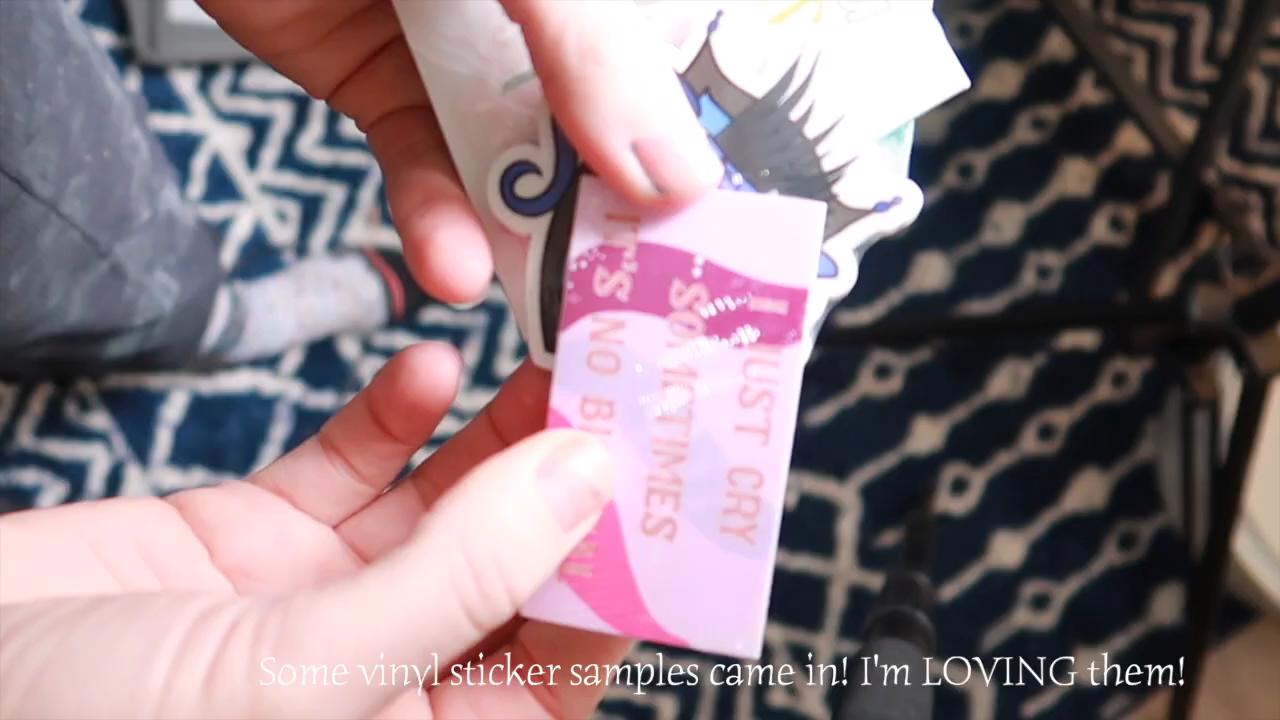 I JUST CRY
SOMETIMES
IT'S NO
Some vinyl sticker samples came in! I'm LOVING them!